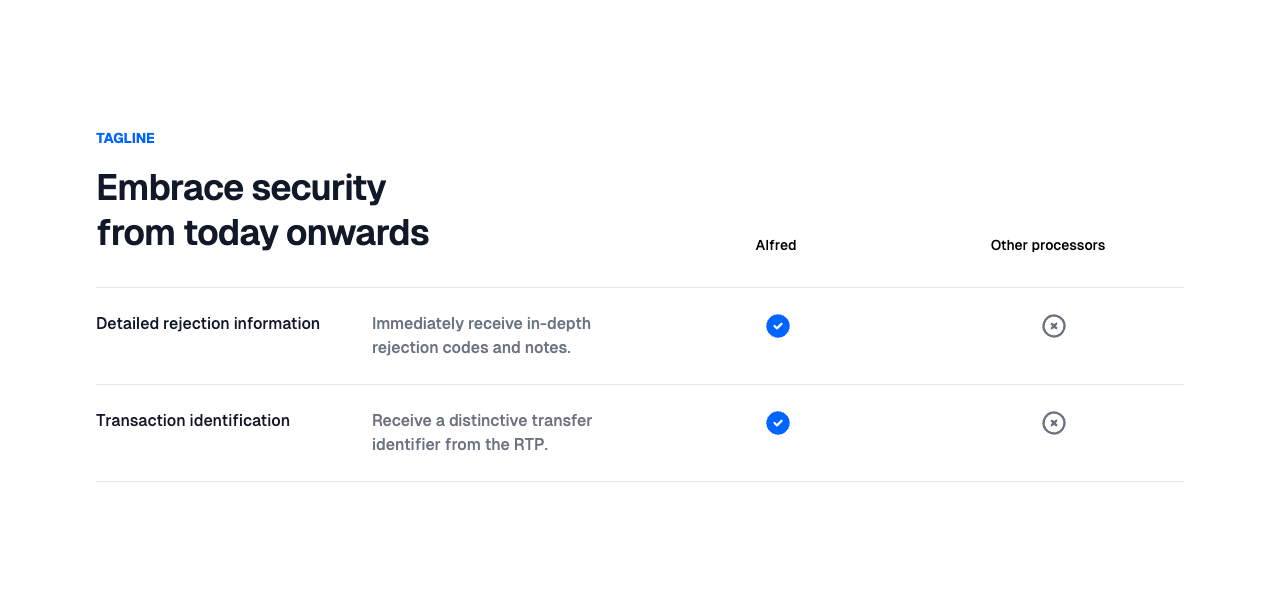 TAGLINE
Embrace security
from today onwards
Alfred
Other processors
Detailed rejection information
Immediately receive in-depth
rejection codes and notes.
Transaction identification
Receive a distinctive transfer
identifier from the RTP.